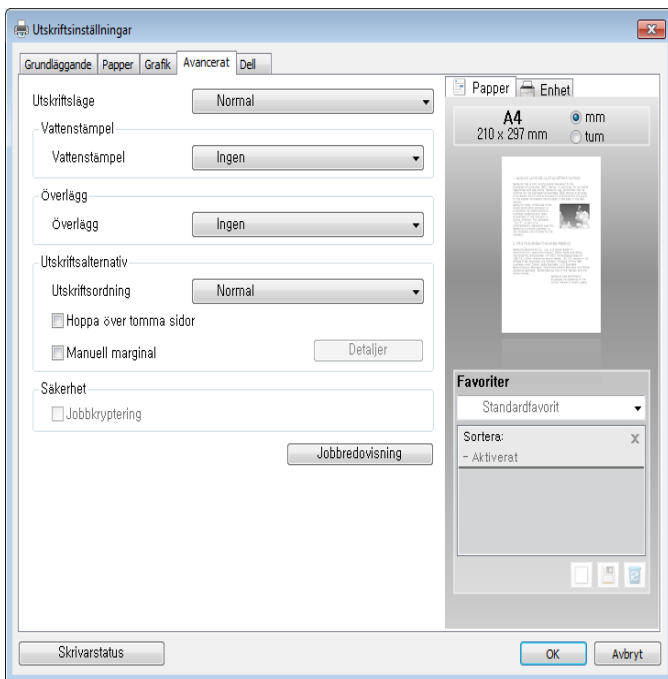 Utskriftsinställningar
Grundläggande Papper Grafik Avancerat Dell
Utskriftsläge Normal
Vattenstämpel
Vattenstämpel Ingen
Överlägg
Överlägg Ingen
Utskriftsalternativ
Utskriftsordning Normal
Hoppa över tomma sidor
Manuell marginal Detaljer
Säkerhet
Jobbkryptering
Jobbredovisning
Papper Enhet
A4
210 x 297 mm
mm
tum
Favoriter
Standardfavorit
Sortera: X
- Aktiverat
Skrivarstatus
OK Avbryt